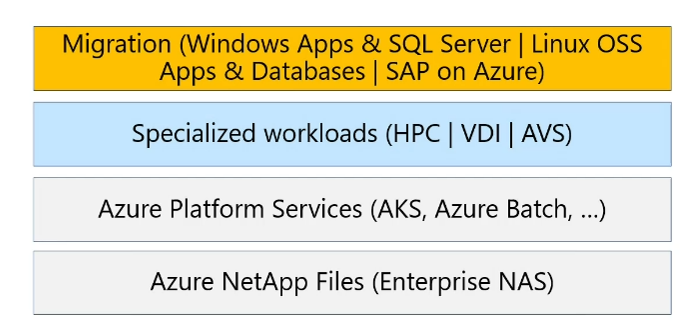 Migration (Windows Apps & SQL Server | Linux OSS
Apps & Databases | SAP on Azure)
Specialized workloads (HPC | VDI | AVS)
Azure Platform Services (AKS, Azure Batch, ...)
Azure NetApp Files (Enterprise NAS)